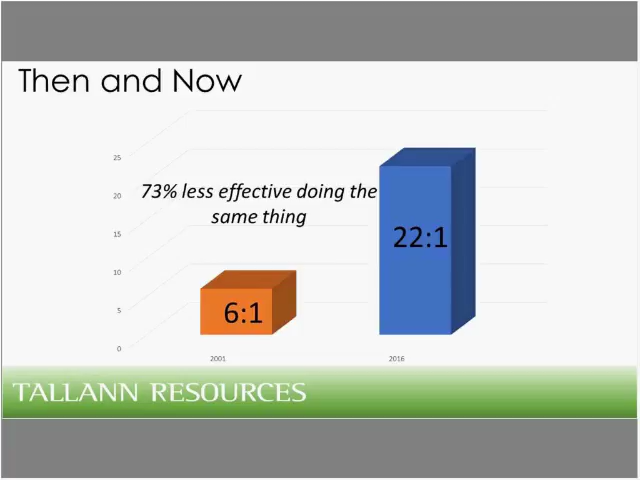 Then and Now
25
20
15
10
5
0
73% less effective doing the
same thing
6:1
22:1
2001
2016
TALLANN RESOURCES